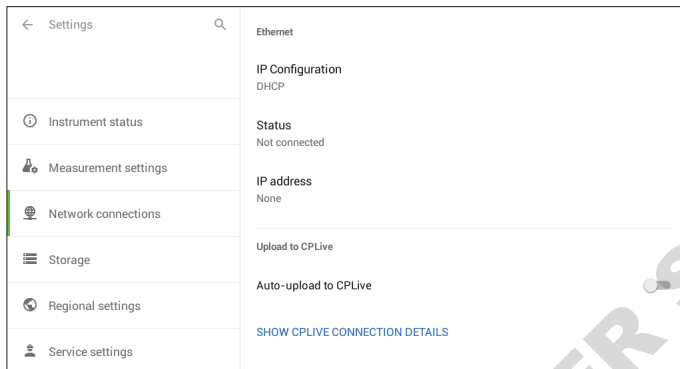 Settings
Instrument status
Measurement settings
Network connections
Storage
Regional settings
Service settings
Ethernet
IP Configuration
DHCP
Status
Not connected
IP address
None
Upload to CPLive
Auto-upload to CPLive
SHOW CPLIVE CONNECTION DETAILS